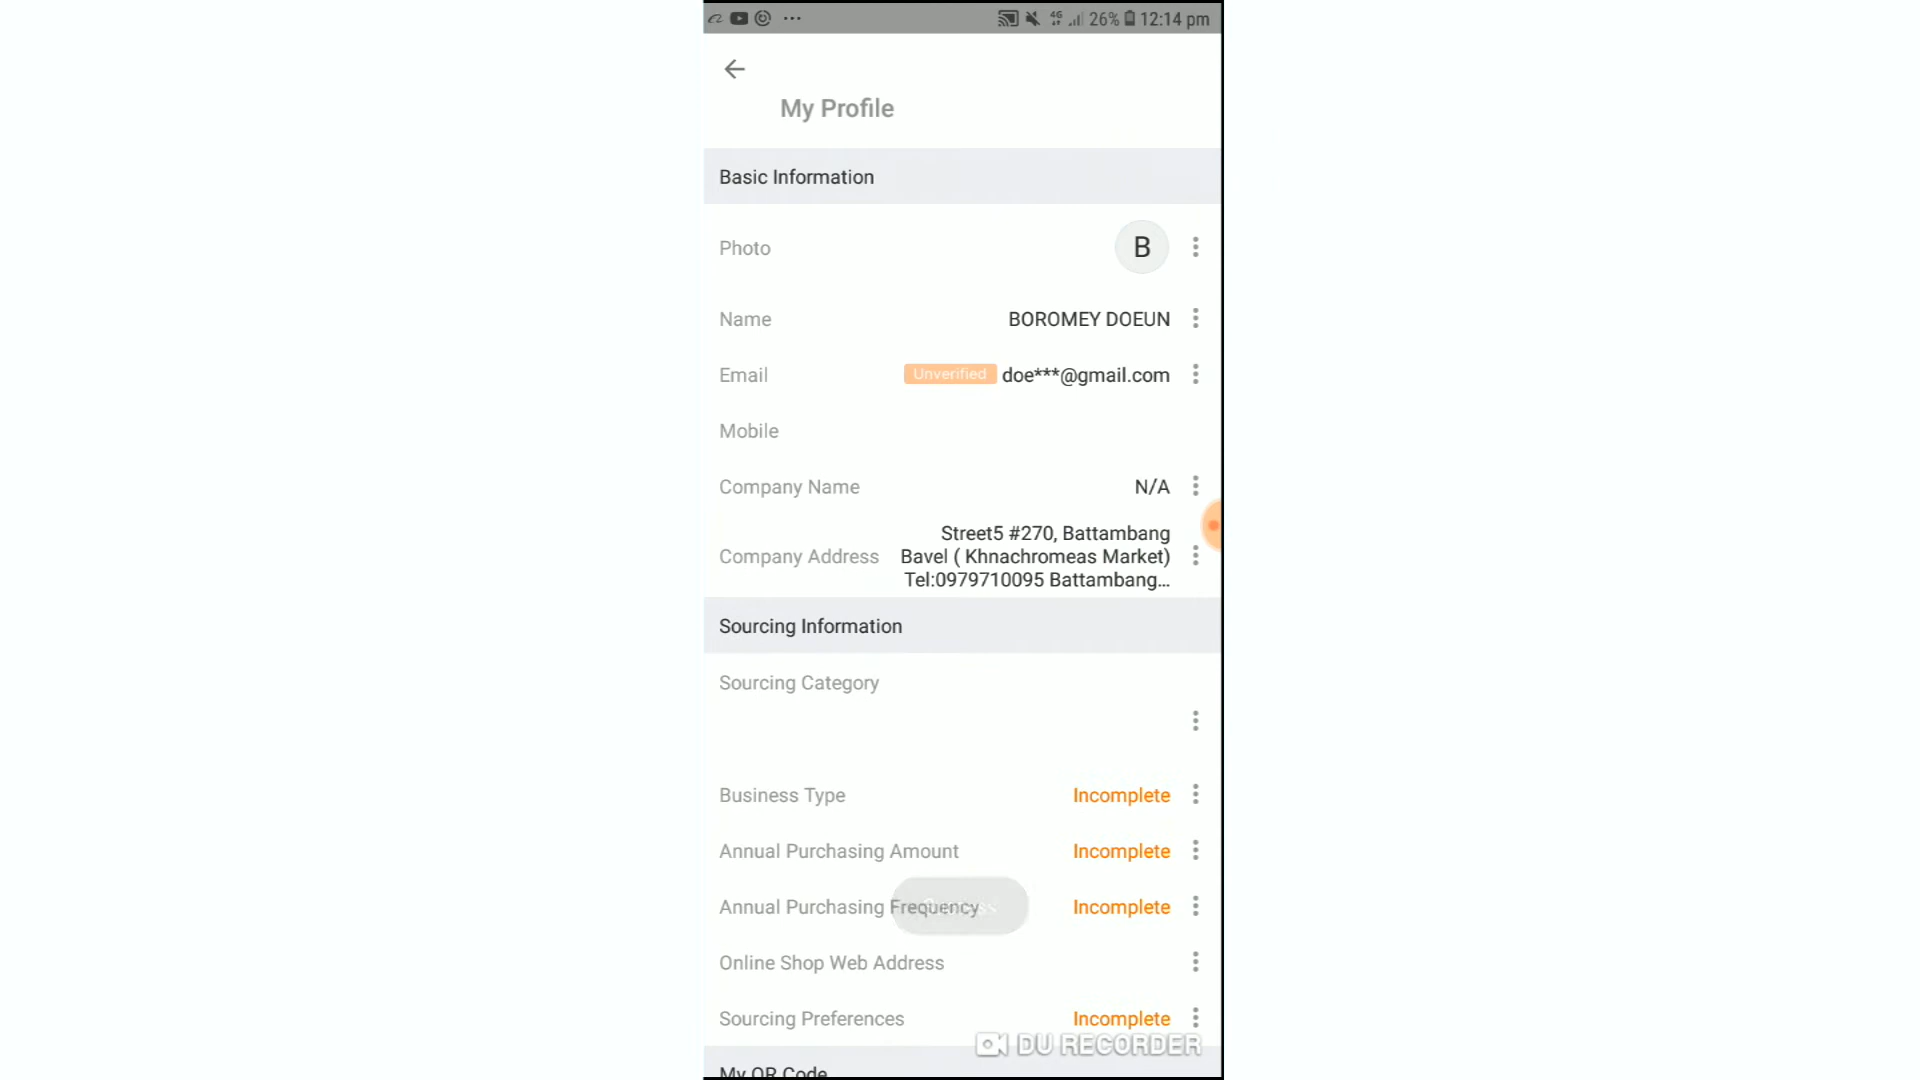 4G 26% 12:14 pm
My Profile
Basic Information
Photo B
Name BOROMEY DOEUN
Email Unverified doe***@gmail.com
Mobile
Company Name N/A
Company Address Street5 #270, Battambang
Bavel ( Khnachromeas Market)
Tel:0979710095 Battambang...
Sourcing Information
Sourcing Category
Business Type Incomplete
Annual Purchasing Amount Incomplete
Annual Purchasing Frequency Incomplete
Online Shop Web Address
Sourcing Preferences Incomplete
DU RECORDER
My QR Code